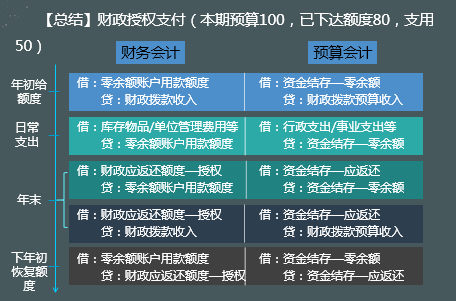 【总结】财政授权支付（本期预算100，已下达额度80，支用
50）
财务会计
预算会计
年初给
额度
借：零余额账户用款额度
贷：财政拨款收入
借：资金结存—零余额
贷：财政拨款预算收入
日常
支出
借：库存物品/单位管理费用等
贷：零余额账户用款额度
借：行政支出/事业支出等
贷：资金结存—零余额
年末
借：财政应返还额度—授权
贷：零余额账户用款额度
借：资金结存—应返还
贷：资金结存—零余额
借：财政应返还额度—授权
贷：财政拨款收入
借：资金结存—应返还
贷：财政拨款预算收入
下年初
恢复额
度
借：零余额账户用款额度
贷：财政应返还额度—授权
借：资金结存—零余额
贷：资金结存—应返还